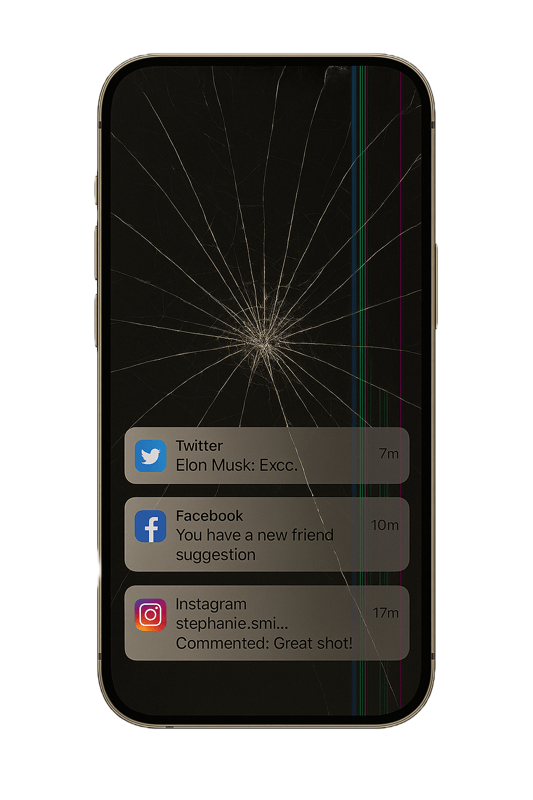 Twitter
7m
Elon Musk: Excc.
Facebook
10m
You have a new friend
suggestion
Instagram
17m
stephanie.smi...
Commented: Great shot!